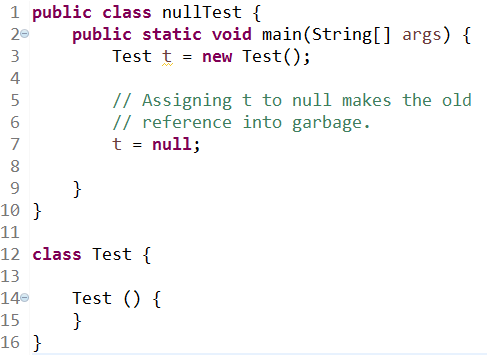 1 public class nullTest {
2 public static void main(String[] args) {
3 Test t = new Test();
4
5 // Assigning t to null makes the old
6 // reference into garbage.
7 t = null;
8
9 }
10 }
11
12 class Test {
13
14 Test () {
15 }
16 }